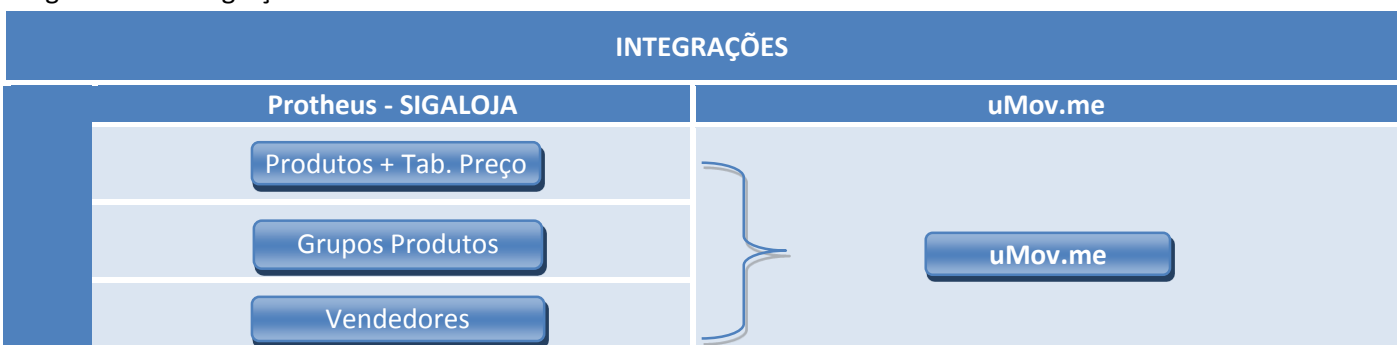 INTEGRAÇÕES
Protheus - SIGALOJA
uMov.me
Produtos + Tab. Preço
Grupos Produtos
uMov.me
Vendedores